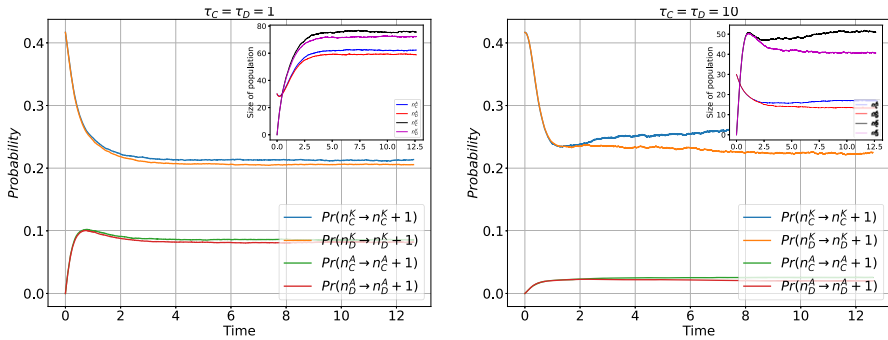 τ_C = τ_D = 1
Probability
0.4
0.3
0.2
0.1
0.0
0
2
4
6
8
10
12
Time
Size of population
80
60
40
20
0
0.0
2.5
5.0
7.5
10.0
12.5
Pr(n_C^K → n_C^K + 1)
Pr(n_D^K → n_D^K + 1)
Pr(n_C^A → n_C^A + 1)
Pr(n_D^A → n_D^A + 1)
τ_C = τ_D = 10
Probability
0.4
0.3
0.2
0.1
0.0
0
2
4
6
8
10
12
Time
Size of population
50
40
30
20
10
0
0.0
2.5
5.0
7.5
10.0
12.5
Pr(n_C^K → n_C^K + 1)
Pr(n_D^K → n_D^K + 1)
Pr(n_C^A → n_C^A + 1)
Pr(n_D^A → n_D^A + 1)